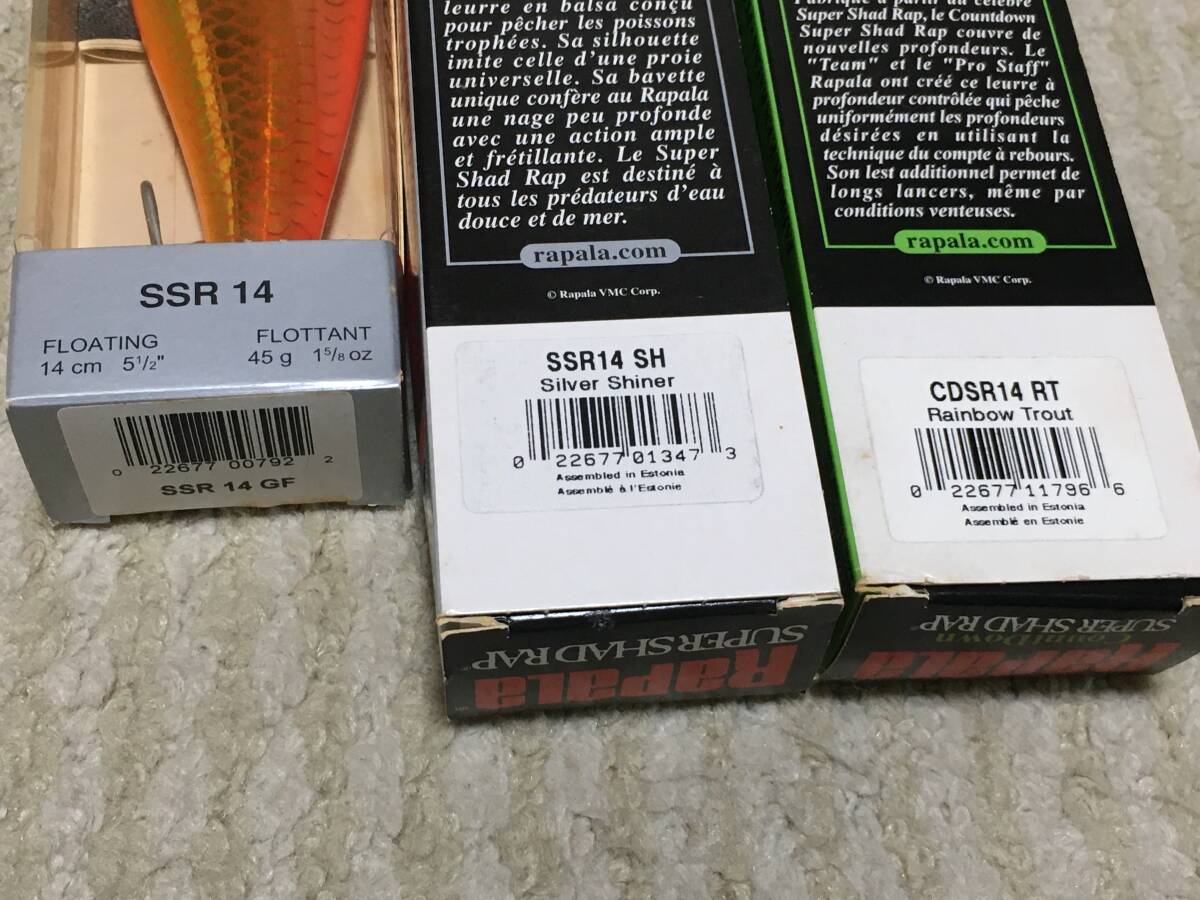 SSR 14
FLOATING
FLOTTANT
14 cm 5 1/2"
45 g 1 5/8 oz
0 22677 00792 2
SSR 14 GF
leurre en balsa conçu
pour pêcher les poissons
trophées. Sa silhouette
imite celle d'une proie
universelle. Sa bavette
unique confère au Rapala
une nage peu profonde
avec une action ample
et frétillante. Le Super
Shad Rap est destiné à
tous les prédateurs d'eau
douce et de mer.
rapala.com
© Rapala VMC Corp.
SSR14 SH
Silver Shiner
0 22677 01347 3
Assembled in Estonia
Assemblé à l'Estonie
SUPER SHAD RAP
RAPALA
Fabriqué à partir du célèbre
Super Shad Rap, le Countdown
Super Shad Rap couvre de
nouvelles profondeurs. Le
"Team" et le "Pro Staff"
Rapala ont créé ce leurre à
profondeur contrôlée qui pêche
uniformément les profondeurs
désirées en utilisant la
technique du compte à rebours.
Son lest additionnel permet de
longs lancers, même par
conditions venteuses.
rapala.com
© Rapala VMC Corp.
CDSR14 RT
Rainbow Trout
0 22677 11796 6
Assembled in Estonia
Assemblé en Estonie
SUPER SHAD RAP®
CountDown
RAPALA